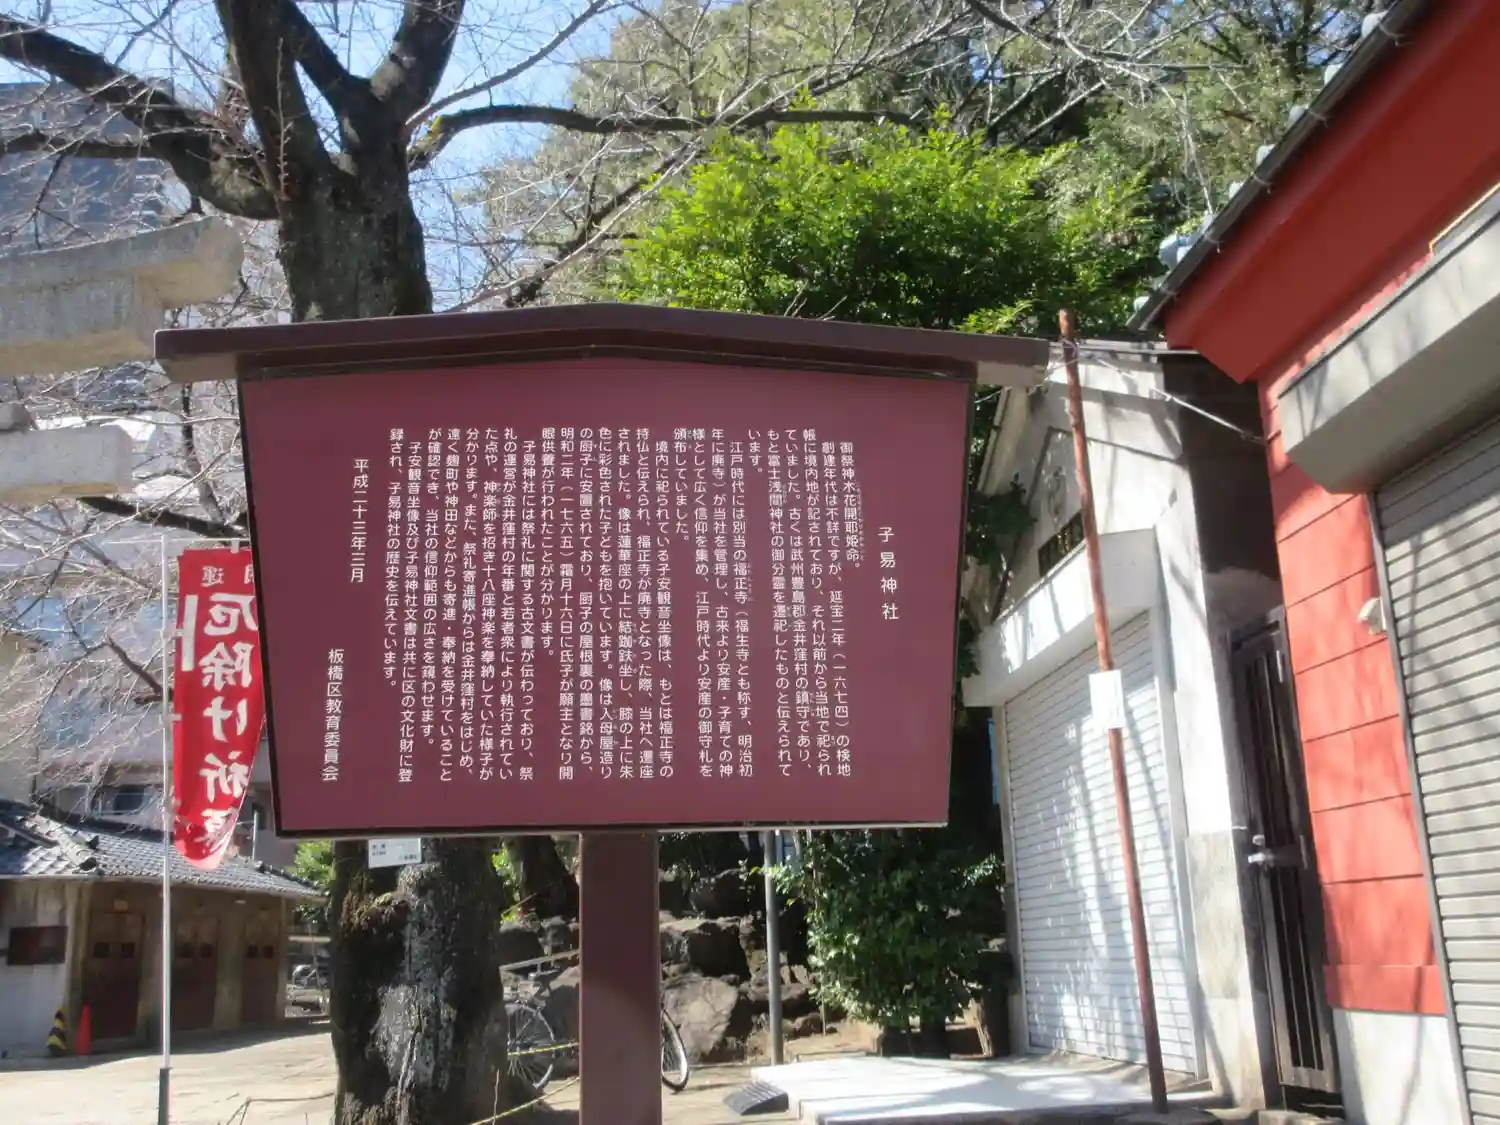 子易神社
御祭神木花開耶姫命。
創建年代は不詳ですが、延宝二年（一六七四）の検地
帳に境内地が記されており、それ以前から当地で祀られ
ていました。古くは武州豊島郡金井窪村の鎮守であり、
もと富士浅間神社の御分霊を遷祀したものと伝えられて
います。
江戸時代には別当の福正寺（福生寺とも称す、明治初
年に廃寺）が当社を管理し、古来より安産・子育ての神
様として広く信仰を集め、江戸時代より安産の御守札を
頒布していました。
境内に祀られている子安観音坐像は、もとは福正寺の
持仏と伝えられ、福正寺が廃寺となった際、当社へ遷座
されました。像は蓮華座の上に結跏趺坐し、膝の上に朱
色に彩色された子どもを抱いています。像は入母屋造り
の厨子に安置されており、厨子の屋根裏の墨書銘から、
明和二年（一七六五）霜月十六日に氏子が願主となり開
眼供養が行われたことが分かります。
子易神社には祭礼に関する古文書が伝わっており、祭
礼の運営が金井窪村の年番と若者衆により執行されてい
た点や、神楽師を招き十八座神楽を奉納していた様子が
分かります。また、祭礼寄進帳からは金井窪村をはじめ、
遠く麹町や神田などからも寄進・奉納を受けていること
が確認でき、当社の信仰範囲の広さを窺わせます。
子安観音坐像及び子易神社文書は共に区の文化財に登
録され、子易神社の歴史を伝えています。
平成二十三年三月
板橋区教育委員会
開運
厄除け祈